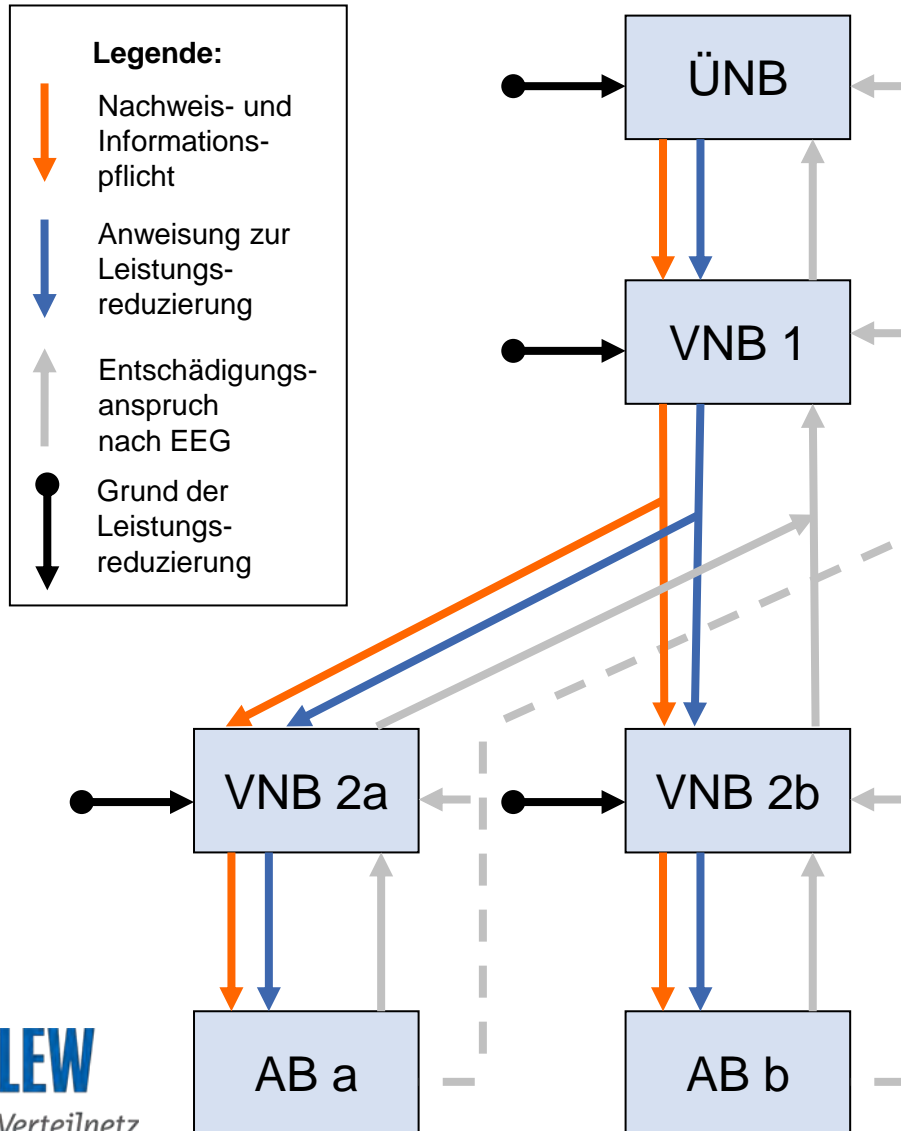 Legende:
Nachweis- und
Informations-
pflicht
Anweisung zur
Leistungs-
reduzierung
Entschädigungs-
anspruch
nach EEG
Grund der
Leistungs-
reduzierung
ÜNB
VNB 1
VNB 2a
VNB 2b
AB a
AB b
LEW
Verteilnetz